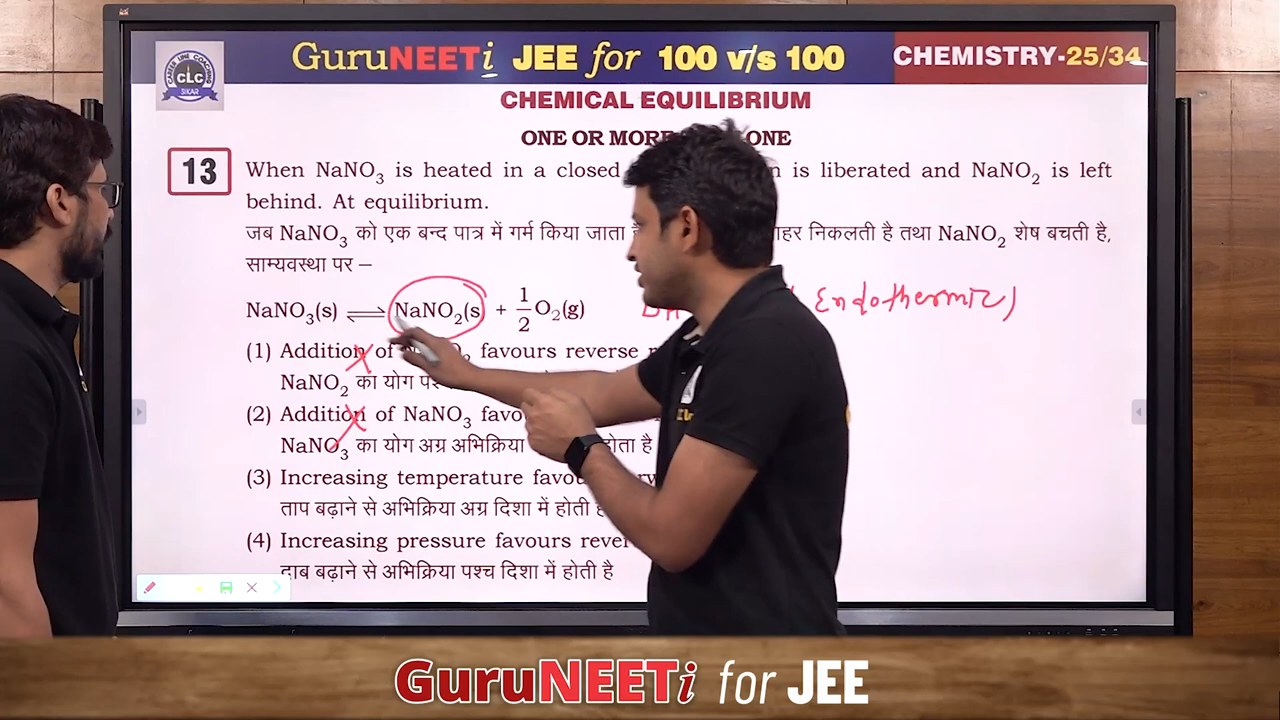 CLC
SIKAR
GuruNEETi JEE for 100 v/s 100
CHEMISTRY-25/34
CHEMICAL EQUILIBRIUM
ONE OR MORE ONE
13
When NaNO3 is heated in a closed is liberated and NaNO2 is left
behind. At equilibrium.
जब NaNO3 को एक बन्द पात्र में गर्म किया जाता निकलती है तथा NaNO2 शेष बचती है,
साम्यवस्था पर –
NaNO3(s) ⇌ NaNO2(s) + 1/2 O2(g) Endothermic)
(1) Addition of favours reverse
NaNO2 का योग
(2) Addition of NaNO3
NaNO3 का योग अग्र अभिक्रिया होता है
(3) Increasing temperature
ताप बढ़ाने से अभिक्रिया अग्र दिशा में होती
(4) Increasing pressure favours
दाब बढ़ाने से अभिक्रिया पश्च दिशा में होती है
GuruNEETi for JEE